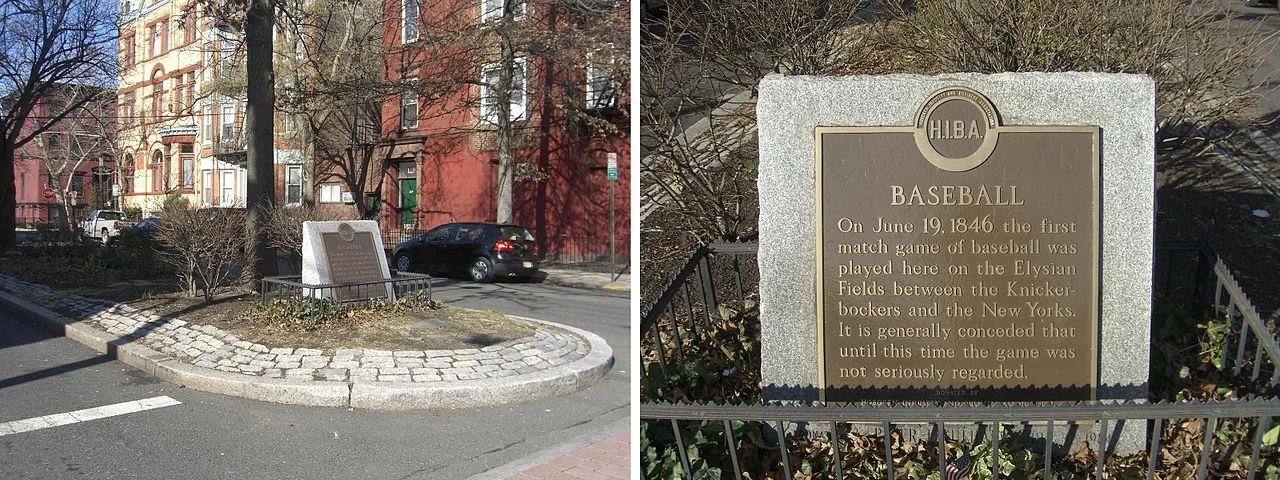 H.I.B.A.
BASEBALL
On June 19, 1846 the first
match game of baseball was
played here on the Elysian
Fields between the Knicker-
bockers and the New Yorks.
It is generally conceded that
until this time the game was
not seriously regarded.
DONATED BY